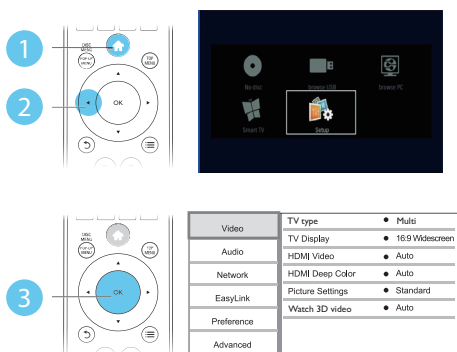 1
DISC
MENU
POP-UP
MENU
TOP
MENU
2
OK
No disc
browse USB
browse PC
Smart TV
Setup
DISC
MENU
POP-UP
MENU
TOP
MENU
3
OK
Video
Audio
Network
EasyLink
Preference
Advanced
TV type • Multi
TV Display • 16:9 Widescreen
HDMI Video • Auto
HDMI Deep Color • Auto
Picture Settings • Standard
Watch 3D video • Auto